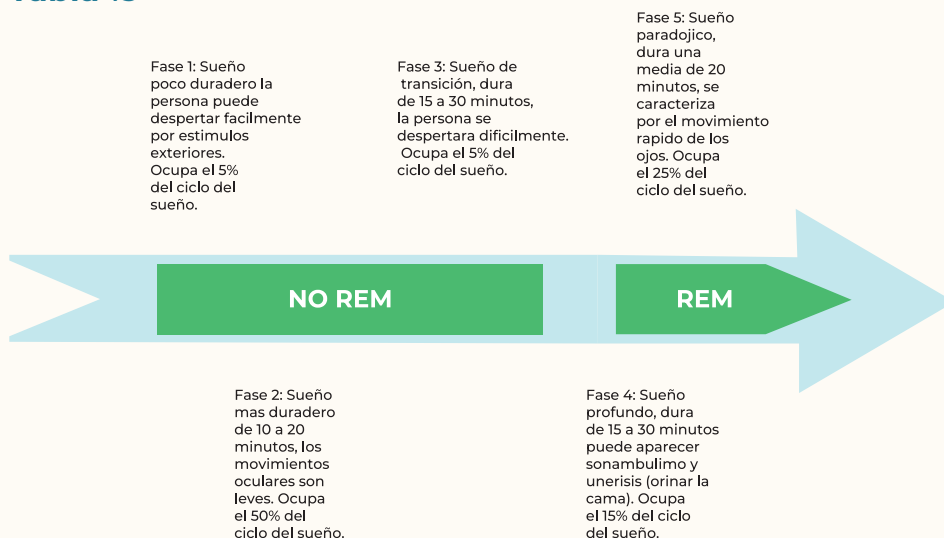 Fase 1: Sueño
poco duradero la
persona puede
despertar facilmente
por estimulos
exteriores.
Ocupa el 5%
del ciclo del
sueño.
Fase 3: Sueño de
transición, dura
de 15 a 30 minutos,
la persona se
despertara dificilmente.
Ocupa el 5% del
ciclo del sueño.
Fase 5: Sueño
paradojico,
dura una
media de 20
minutos, se
caracteriza
por el movimiento
rapido de los
ojos. Ocupa
el 25% del
ciclo del sueño.
NO REM
REM
Fase 2: Sueño
mas duradero
de 10 a 20
minutos, los
movimientos
oculares son
leves. Ocupa
el 50% del
ciclo del sueño.
Fase 4: Sueño
profundo, dura
de 15 a 30 minutos
puede aparecer
sonambulimo y
unerisis (orinar la
cama). Ocupa
el 15% del ciclo
del sueño.